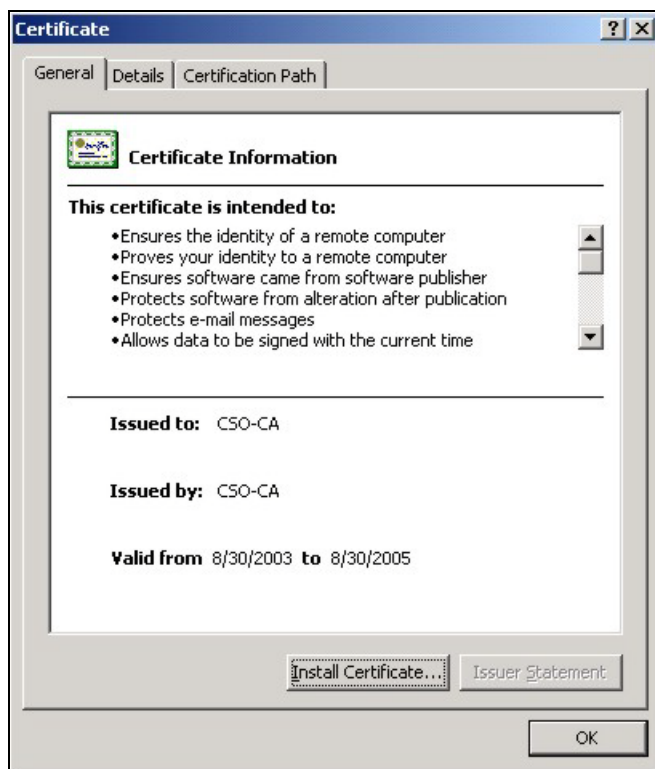 Certificate
General Details Certification Path
Certificate Information
This certificate is intended to:
•Ensures the identity of a remote computer
•Proves your identity to a remote computer
•Ensures software came from software publisher
•Protects software from alteration after publication
•Protects e-mail messages
•Allows data to be signed with the current time
Issued to: CSO-CA
Issued by: CSO-CA
Valid from 8/30/2003 to 8/30/2005
Install Certificate... Issuer Statement
OK